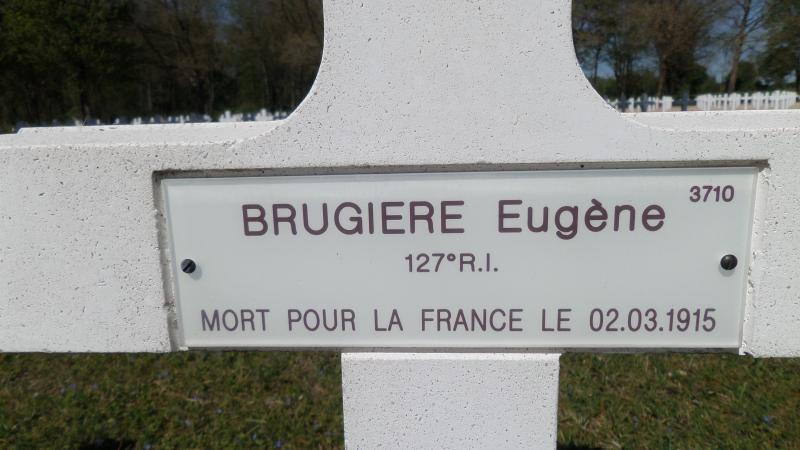 3710
BRUGIERE Eugène
127°R.I.
MORT POUR LA FRANCE LE 02.03.1915